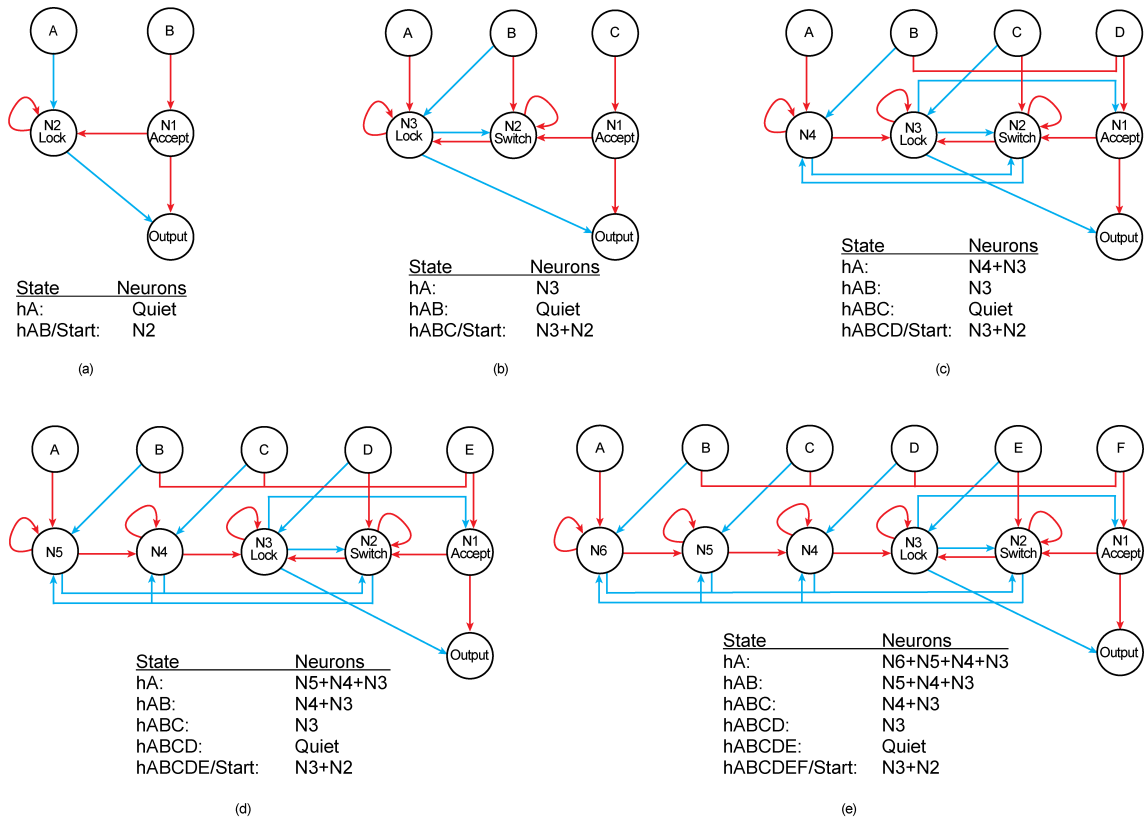 A
B
N2
Lock
N1
Accept
Output
State Neurons
hA: Quiet
hAB/Start: N2
(a)
A
B
C
N3
Lock
N2
Switch
N1
Accept
Output
State Neurons
hA: N3
hAB: Quiet
hABC/Start: N3+N2
(b)
A
B
C
D
N4
N3
Lock
N2
Switch
N1
Accept
Output
State Neurons
hA: N4+N3
hAB: N3
hABC: Quiet
hABCD/Start: N3+N2
(c)
A
B
C
D
E
N5
N4
N3
Lock
N2
Switch
N1
Accept
Output
State Neurons
hA: N5+N4+N3
hAB: N4+N3
hABC: N3
hABCD: Quiet
hABCDE/Start: N3+N2
(d)
A
B
C
D
E
F
N6
N5
N4
N3
Lock
N2
Switch
N1
Accept
Output
State Neurons
hA: N6+N5+N4+N3
hAB: N5+N4+N3
hABC: N4+N3
hABCD: N3
hABCDE: Quiet
hABCDEF/Start: N3+N2
(e)